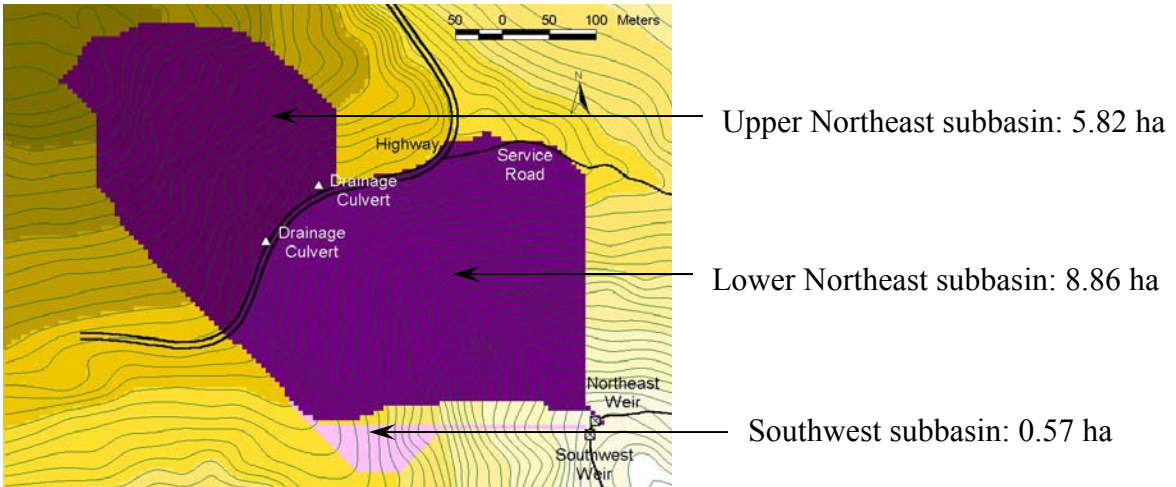 50 0 50 100 Meters
N
Upper Northeast subbasin: 5.82 ha
Highway
Service
Road
Drainage
Culvert
Drainage
Culvert
Lower Northeast subbasin: 8.86 ha
Northeast
Weir
Southwest subbasin: 0.57 ha
Southwest
Weir